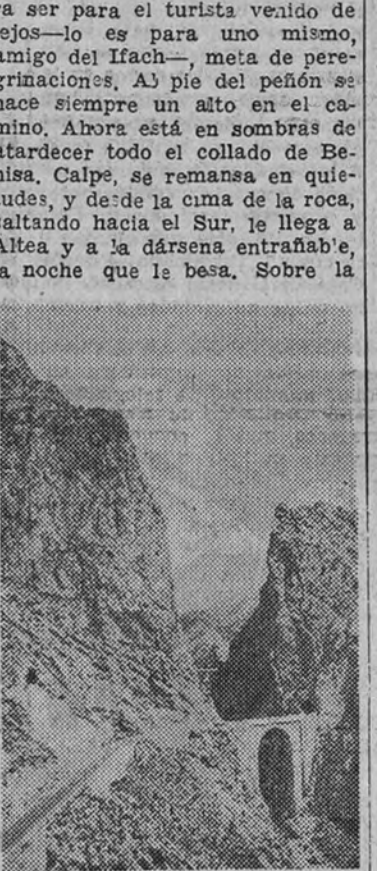 va ser para el turista venido de
ejos—lo es para uno mismo,
amigo del Ifach—, meta de pere-
grinaciones. Al pie del peñón se
hace siempre un alto en el ca-
mino. Ahora está en sombras de
atardecer todo el collado de Be-
nisa. Calpe, se remansa en quie-
tudes, y desde la cima de la roca,
saltando hacia el Sur, le llega a
Altea y a la dársena entrañab'e,
la noche que le besa. Sobre la